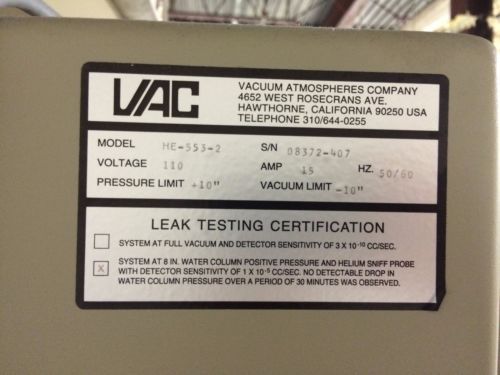 VAC
VACUUM ATMOSPHERES COMPANY
4652 WEST ROSECRANS AVE.
HAWTHORNE, CALIFORNIA 90250 USA
TELEPHONE 310/644-0255
MODEL HE-553-2 S/N 08372-407
VOLTAGE 110 AMP 15 HZ. 50/60
PRESSURE LIMIT +10" VACUUM LIMIT -10"
LEAK TESTING CERTIFICATION
SYSTEM AT FULL VACUUM AND DETECTOR SENSITIVITY OF 3 X 10-10 CC/SEC.
X SYSTEM AT 8 IN. WATER COLUMN POSITIVE PRESSURE AND HELIUM SNIFF PROBE
WITH DETECTOR SENSITIVITY OF 1 X 10-5 CC/SEC. NO DETECTABLE DROP IN
WATER COLUMN PRESSURE OVER A PERIOD OF 30 MINUTES WAS OBSERVED.